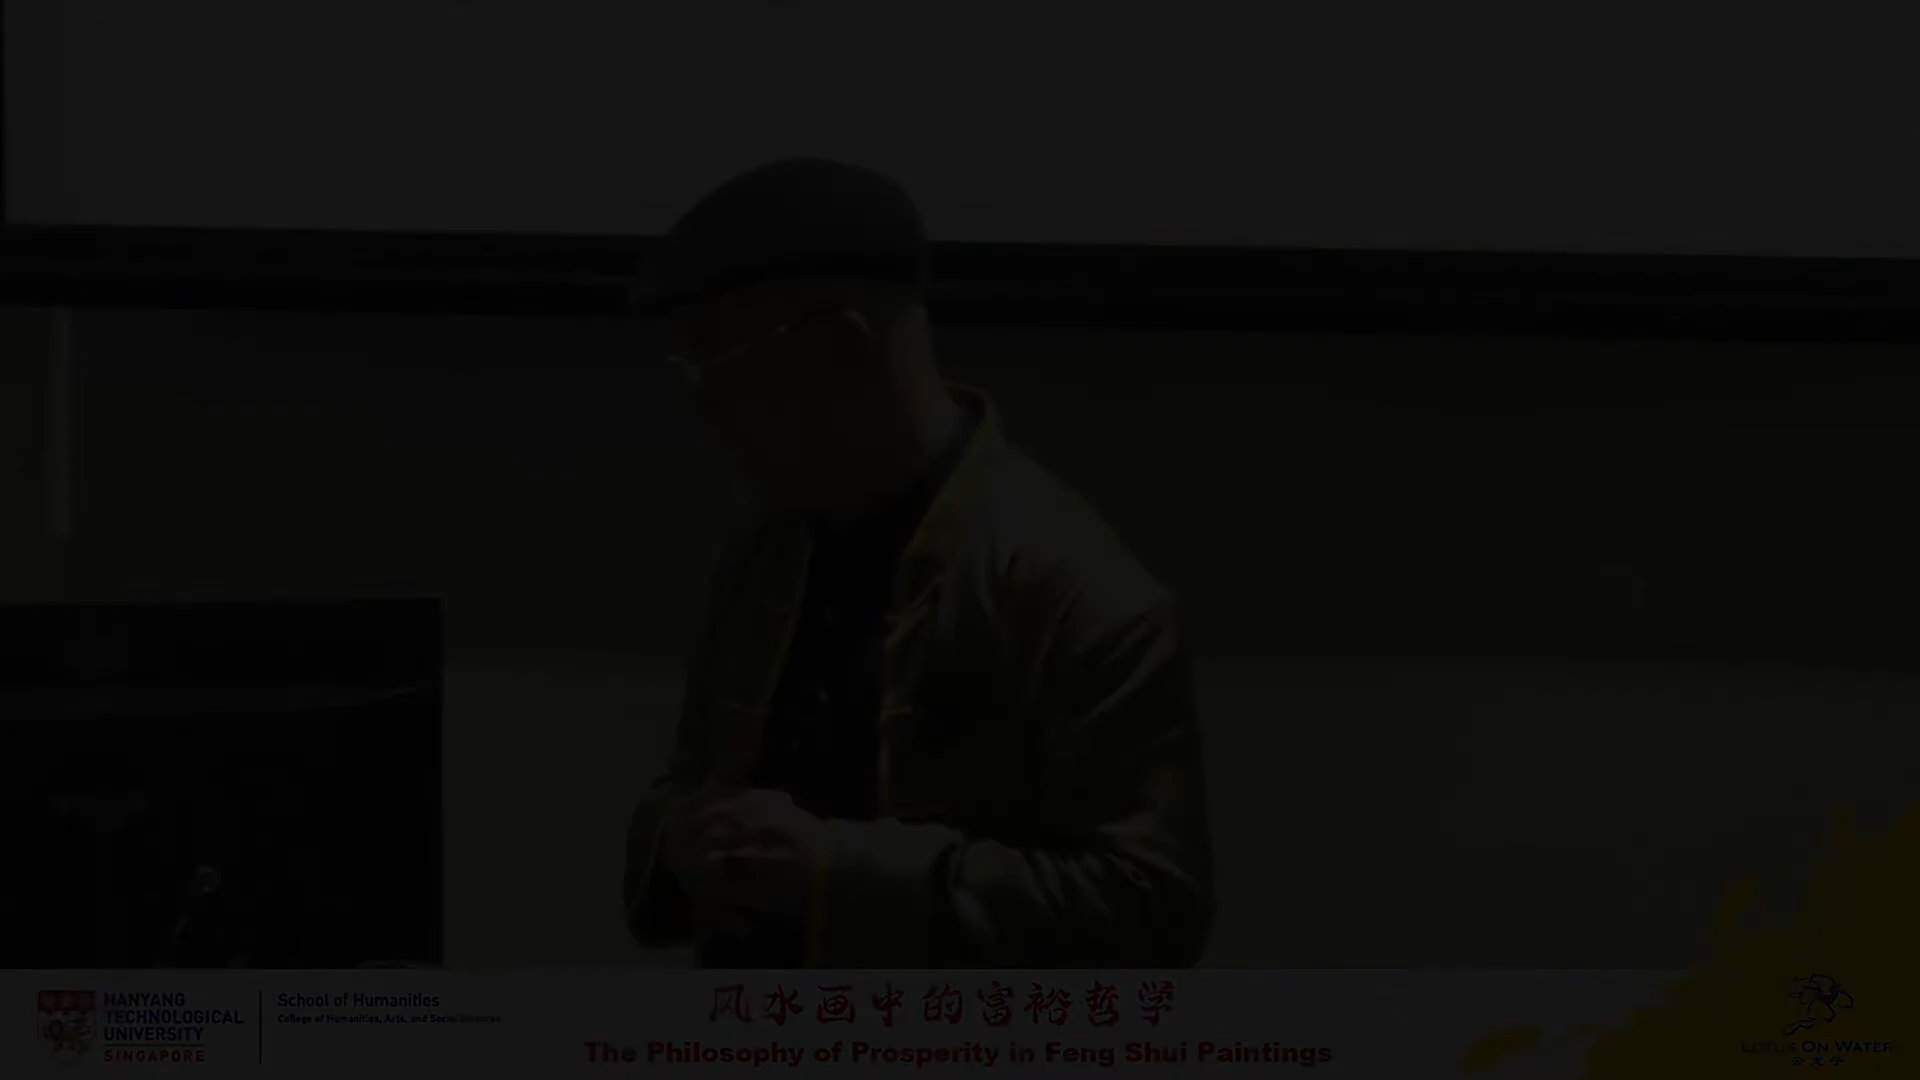 NANYANG
TECHNOLOGICAL
UNIVERSITY
SINGAPORE
School of Humanities
College of Humanities, Arts, and Social Sciences
风水画中的富裕哲学
The Philosophy of Prosperity in Feng Shui Paintings
LOTUS ON WATER